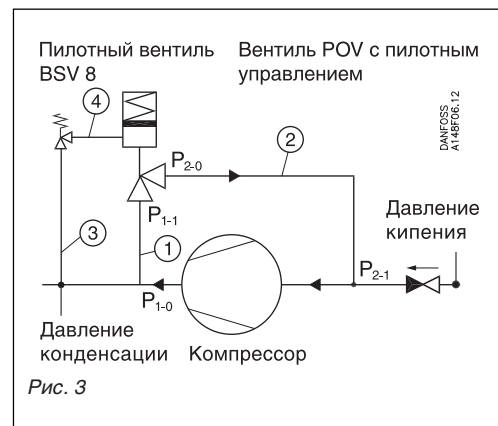 Пилотный вентиль
BSV 8
Вентиль POV с пилотным
управлением
4
DANFOSS
A148F06.12
P2-0
2
P1-1
Давление
кипения
3
1
P1-0
P2-1
Давление
конденсации
Компрессор
Рис. 3